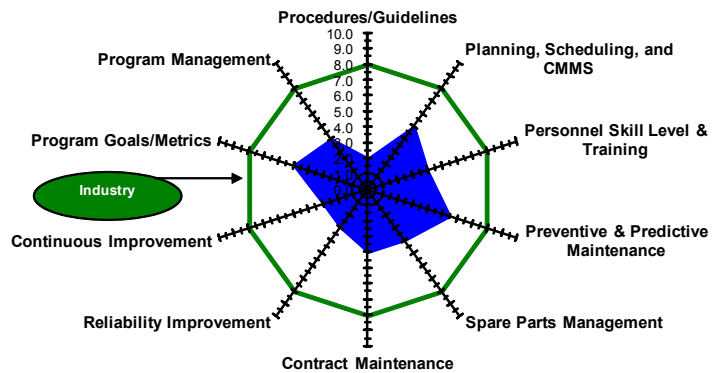 Procedures/Guidelines
10.0
9.0
8.0
7.0
6.0
5.0
4.0
3.0
Planning, Scheduling, and
CMMS
Personnel Skill Level &
Training
Preventive & Predictive
Maintenance
Spare Parts Management
Contract Maintenance
Reliability Improvement
Continuous Improvement
Industry
Program Goals/Metrics
Program Management